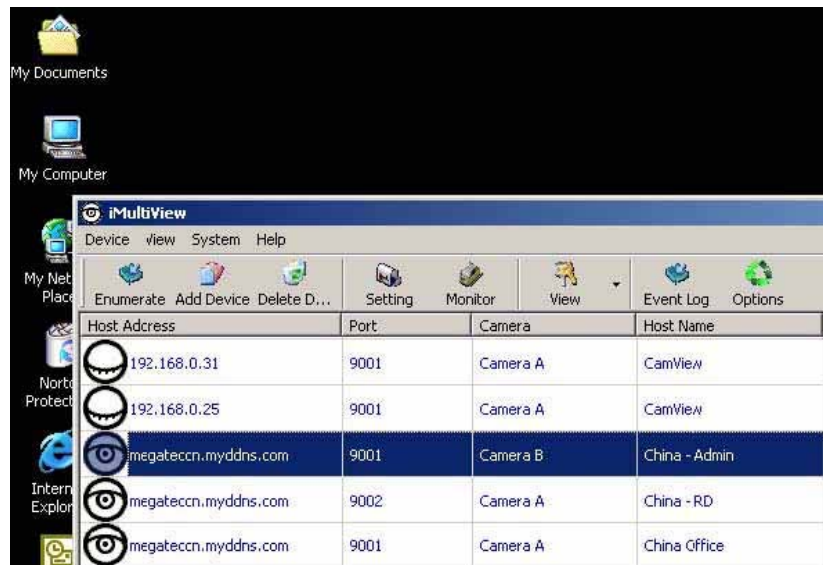 My Documents
My Computer
iMultiView
Device View System Help
My Net
Place
Enumerate Add Device Delete D... Setting Monitor View Event Log Options
Host Adcress Port Camera Host Name
192.168.0.31 9001 Camera A CamView
Norto
Protect
192.168.0.25 9001 Camera A CamView
megateccn.myddns.com 9001 Camera B China - Admin
Intern
Explor
megateccn.myddns.com 9002 Camera A China - RD
megateccn.myddns.com 9001 Camera A China Office